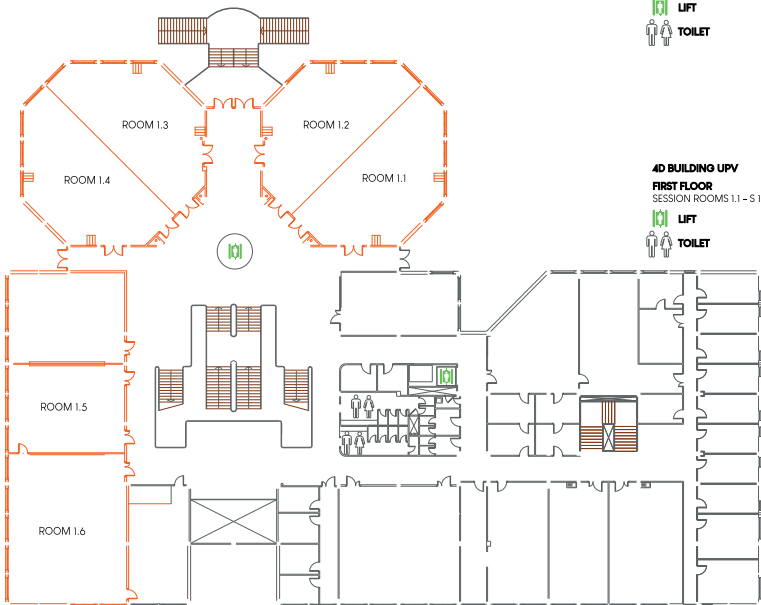 LIFT
TOILET
ROOM 1.3
ROOM 1.2
ROOM 1.4
ROOM 1.1
4D BUILDING UPV
FIRST FLOOR
SESSION ROOMS 1.1 – S 1
LIFT
TOILET
ROOM 1.5
ROOM 1.6